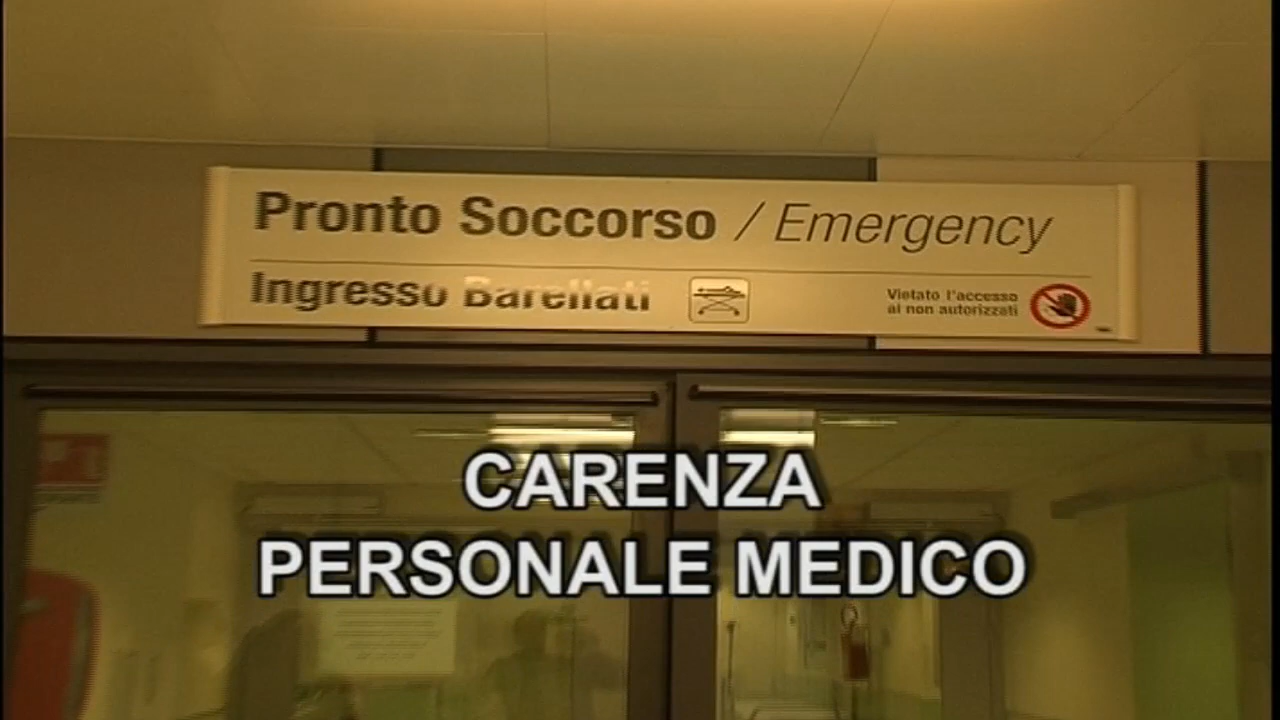 Pronto Soccorso / Emergency
Ingresso Barellati
Vietato l'accesso
ai non autorizzati
CARENZA
PERSONALE MEDICO